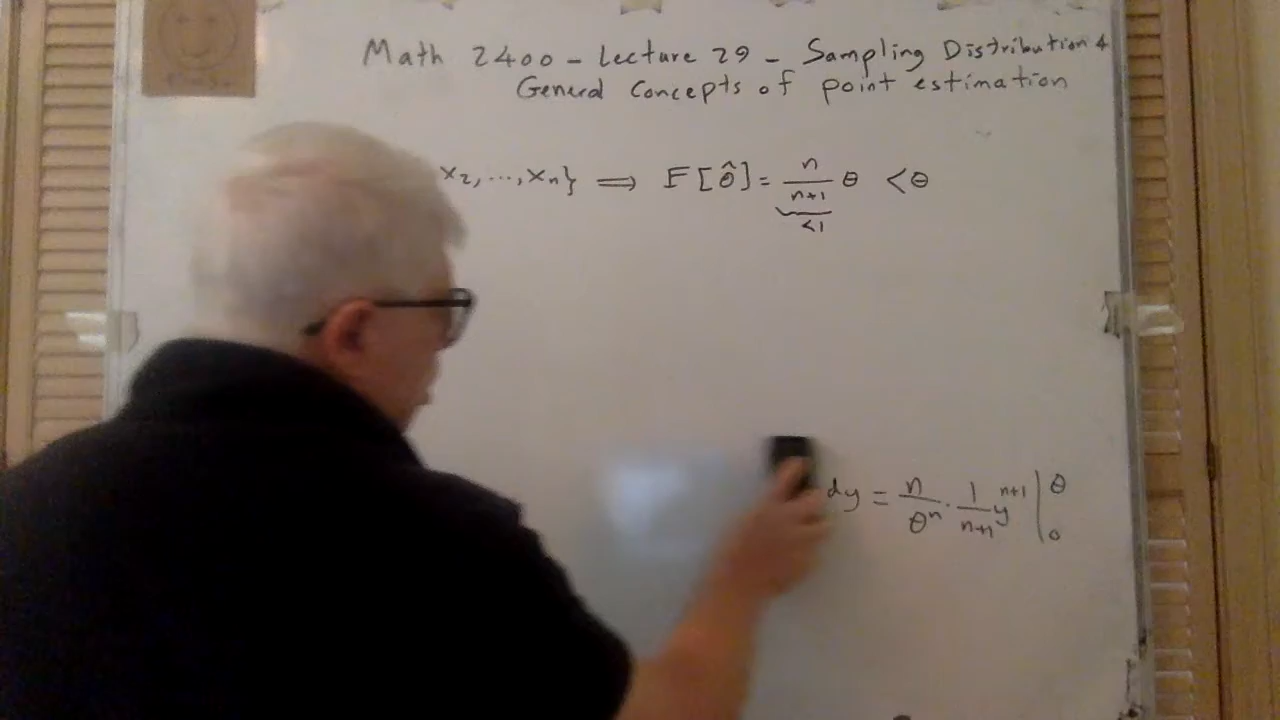 Math 2400 - Lecture 29 - Sampling Distribution &
General Concepts of point estimation
x₂, ..., xₙ} ⟹ E[θ̂] = n/(n+1) θ < θ
<1
dy = n/θⁿ · 1/(n+1) yⁿ⁺¹ |₀^θ